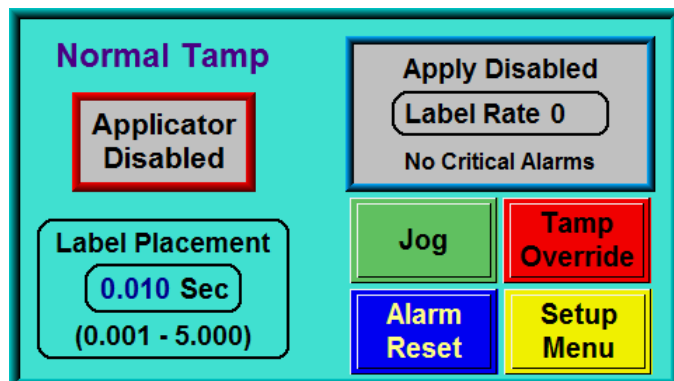 Normal Tamp
Applicator
Disabled
Apply Disabled
Label Rate 0
No Critical Alarms
Label Placement
0.010 Sec
(0.001 - 5.000)
Jog
Tamp
Override
Alarm
Reset
Setup
Menu